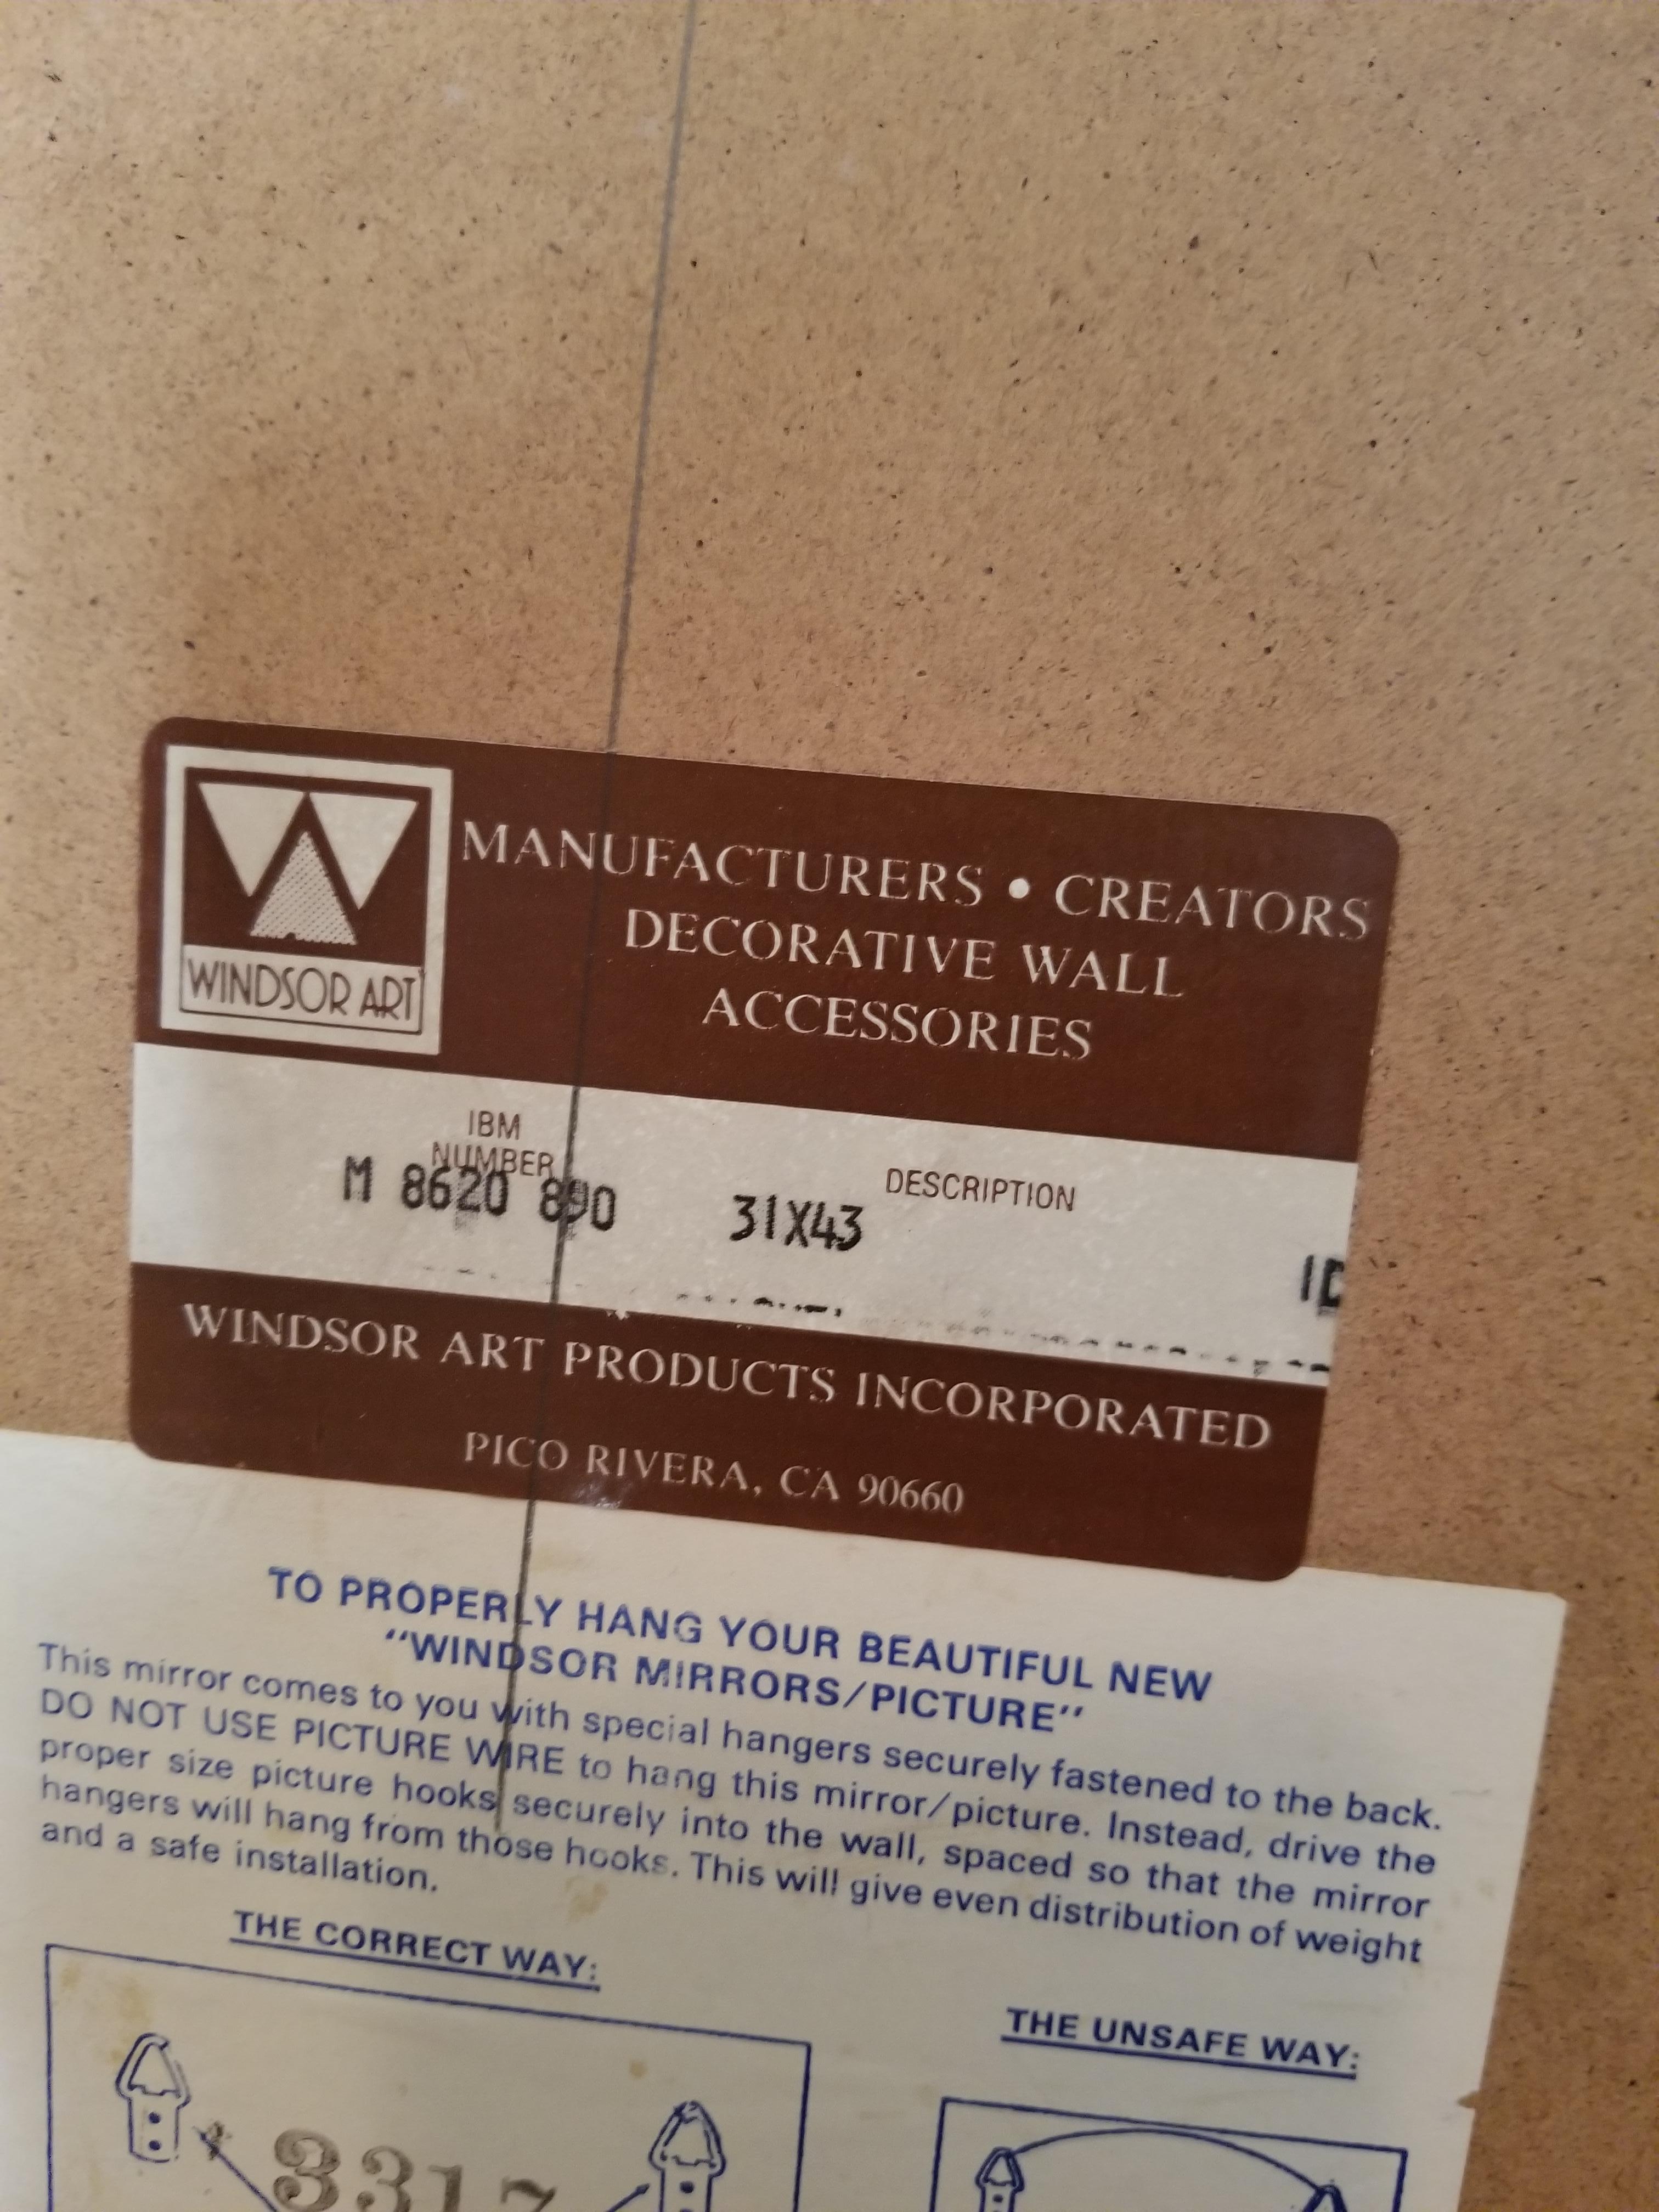 MANUFACTURERS • CREATORS
DECORATIVE WALL
ACCESSORIES
WINDSOR ART
IBM
NUMBER
DESCRIPTION
M 8620 890 31X43
WINDSOR ART PRODUCTS INCORPORATED
PICO RIVERA, CA 90660
TO PROPERLY HANG YOUR BEAUTIFUL NEW
“WINDSOR MIRRORS/PICTURE”
This mirror comes to you with special hangers securely fastened to the back.
DO NOT USE PICTURE WIRE to hang this mirror/picture. Instead, drive the
proper size picture hooks securely into the wall, spaced so that the mirror
hangers will hang from those hooks. This will give even distribution of weight
and a safe installation.
THE CORRECT WAY:
THE UNSAFE WAY:
3317